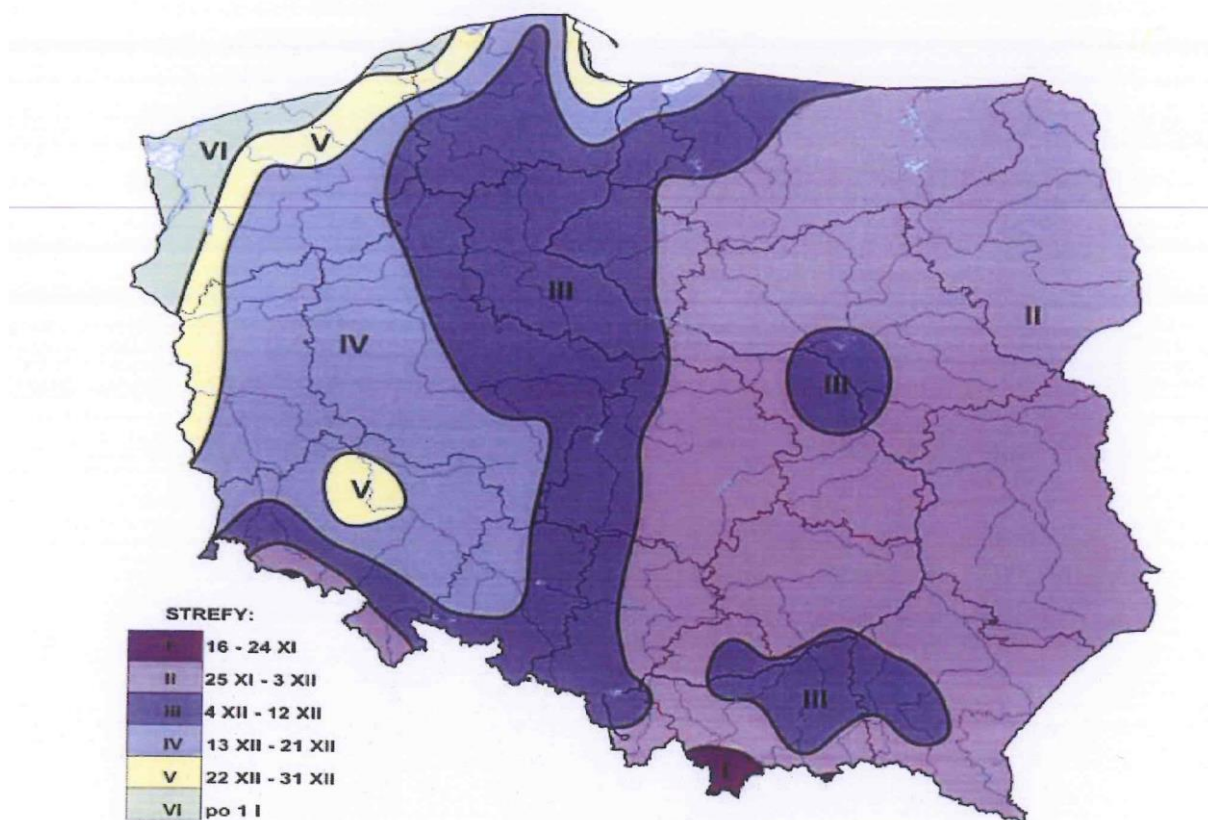 VI
V
III
II
IV
III
V
III
I
STREFY:
I 16 - 24 XI
II 25 XI - 3 XII
III 4 XII - 12 XII
IV 13 XII - 21 XII
V 22 XII - 31 XII
VI po 1 I